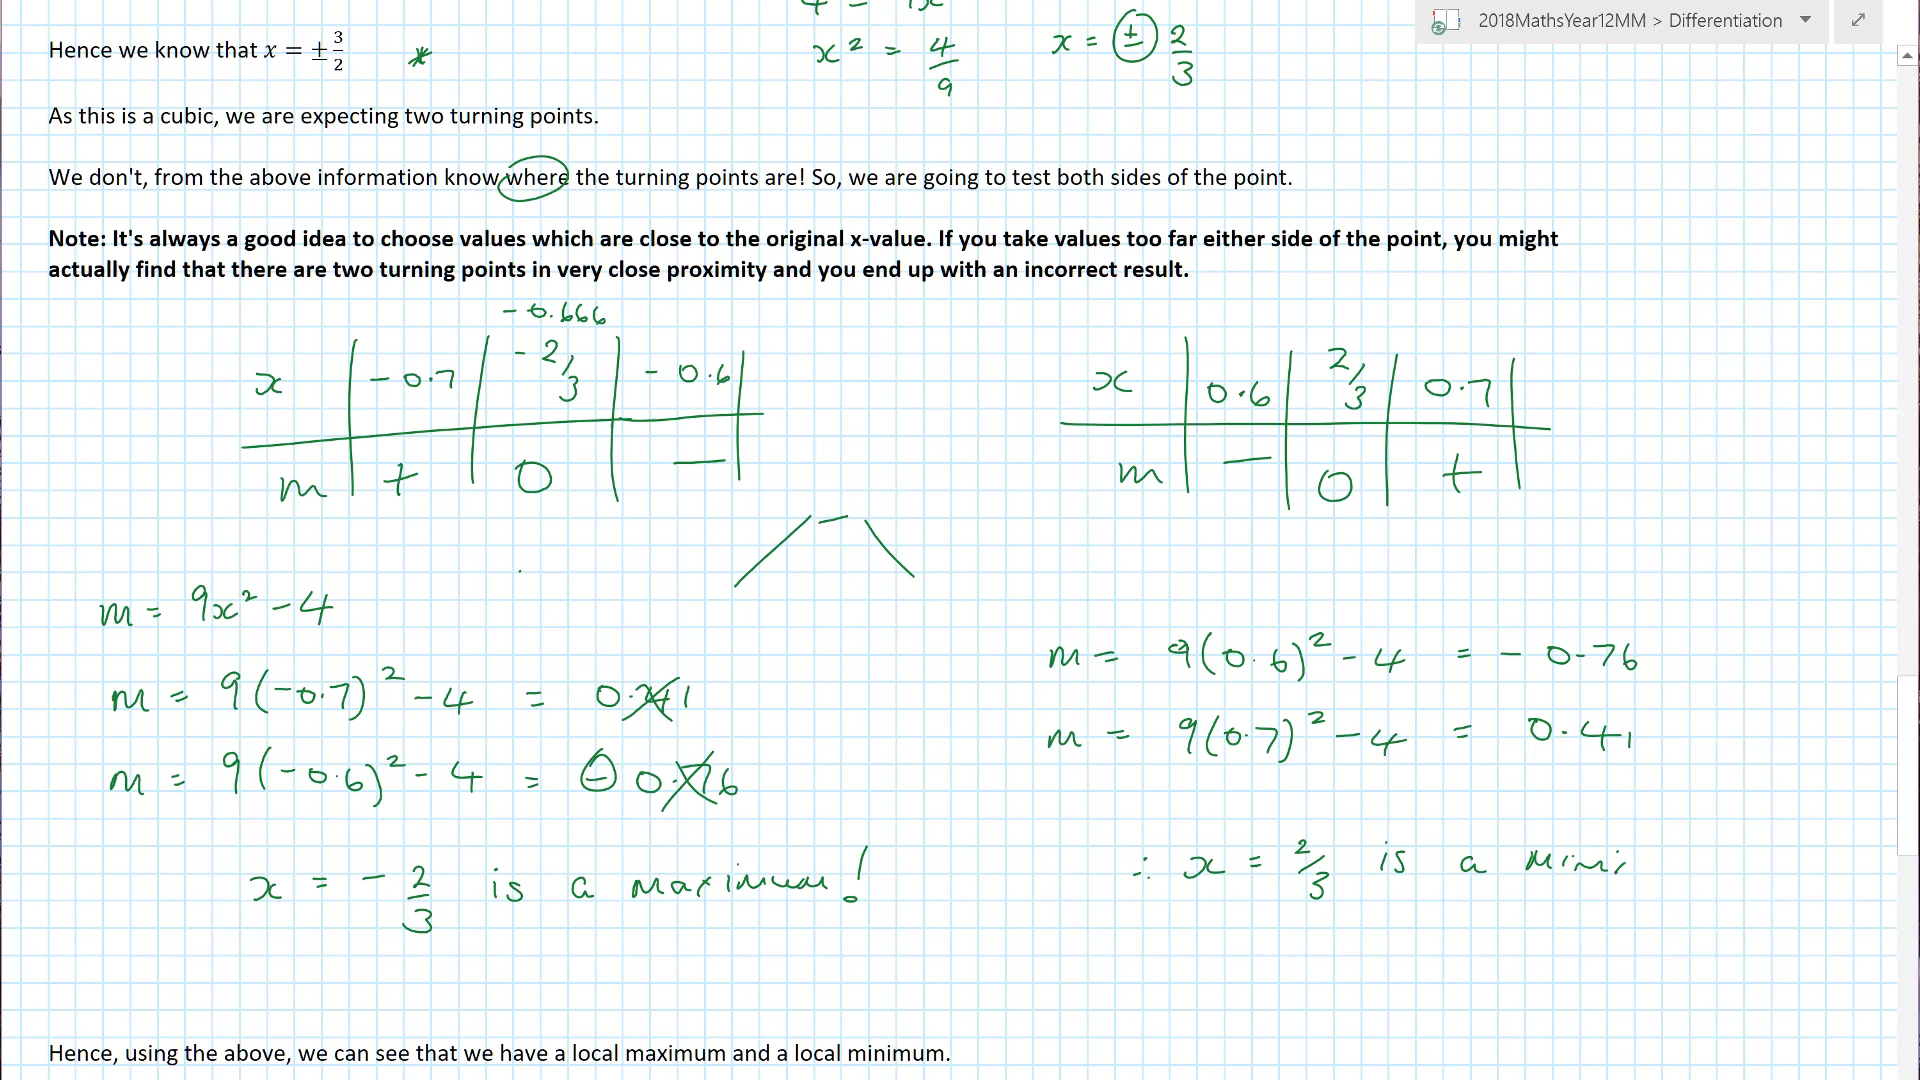 2018MathsYear12MM > Differentiation
x² = 4/9
x = ± 2/3
Hence we know that x = ± 3/2 *
As this is a cubic, we are expecting two turning points.
We don't, from the above information know where the turning points are! So, we are going to test both sides of the point.
Note: It's always a good idea to choose values which are close to the original x-value. If you take values too far either side of the point, you might
actually find that there are two turning points in very close proximity and you end up with an incorrect result.
- 0.666
x | - 0.7 | - 2/3 | - 0.6 |
m | + | 0 | — |
x | 0.6 | 2/3 | 0.7 |
m | — | 0 | + |
m = 9x² - 4
m = 9(-0.7)² - 4 = 0.41
m = 9(-0.6)² - 4 = - 0.76
x = - 2/3 is a maximum!
m = 9(0.6)² - 4 = - 0.76
m = 9(0.7)² - 4 = 0.41
∴ x = 2/3 is a mini
Hence, using the above, we can see that we have a local maximum and a local minimum.